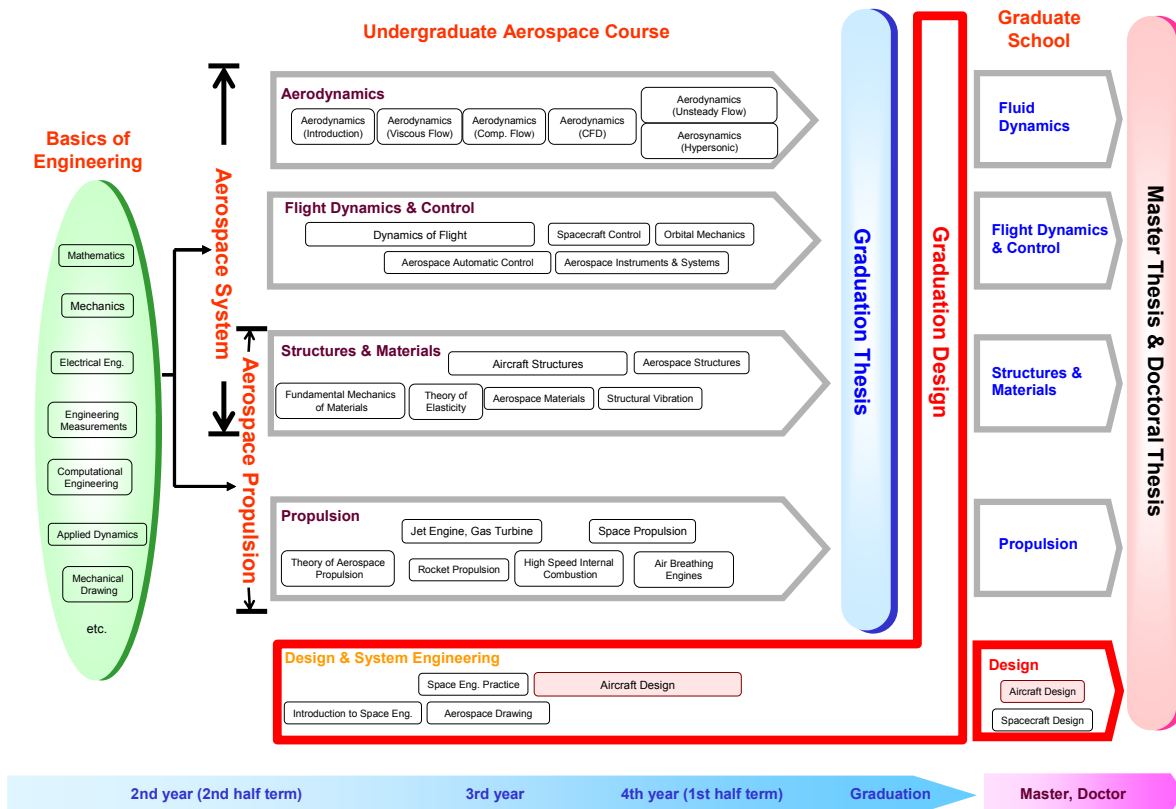 Undergraduate Aerospace Course
Graduate
School
Basics of
Engineering
Mathematics
Mechanics
Electrical Eng.
Engineering
Measurements
Computational
Engineering
Applied Dynamics
Mechanical
Drawing
etc.
Aerospace System
Aerospace Propulsion
Aerodynamics
Aerodynamics
(Introduction)
Aerodynamics
(Viscous Flow)
Aerodynamics
(Comp. Flow)
Aerodynamics
(CFD)
Aerodynamics
(Unsteady Flow)
Aerosynamics
(Hypersonic)
Flight Dynamics & Control
Dynamics of Flight
Spacecraft Control
Orbital Mechanics
Aerospace Automatic Control
Aerospace Instruments & Systems
Structures & Materials
Aircraft Structures
Aerospace Structures
Fundamental Mechanics
of Materials
Theory of
Elasticity
Aerospace Materials
Structural Vibration
Propulsion
Jet Engine, Gas Turbine
Space Propulsion
Theory of Aerospace
Propulsion
Rocket Propulsion
High Speed Internal
Combustion
Air Breathing
Engines
Design & System Engineering
Space Eng. Practice
Aircraft Design
Introduction to Space Eng.
Aerospace Drawing
Graduation Thesis
Graduation Design
Fluid
Dynamics
Flight Dynamics
& Control
Structures &
Materials
Propulsion
Design
Aircraft Design
Spacecraft Design
Master Thesis & Doctoral Thesis
2nd year (2nd half term)
3rd year
4th year (1st half term)
Graduation
Master, Doctor